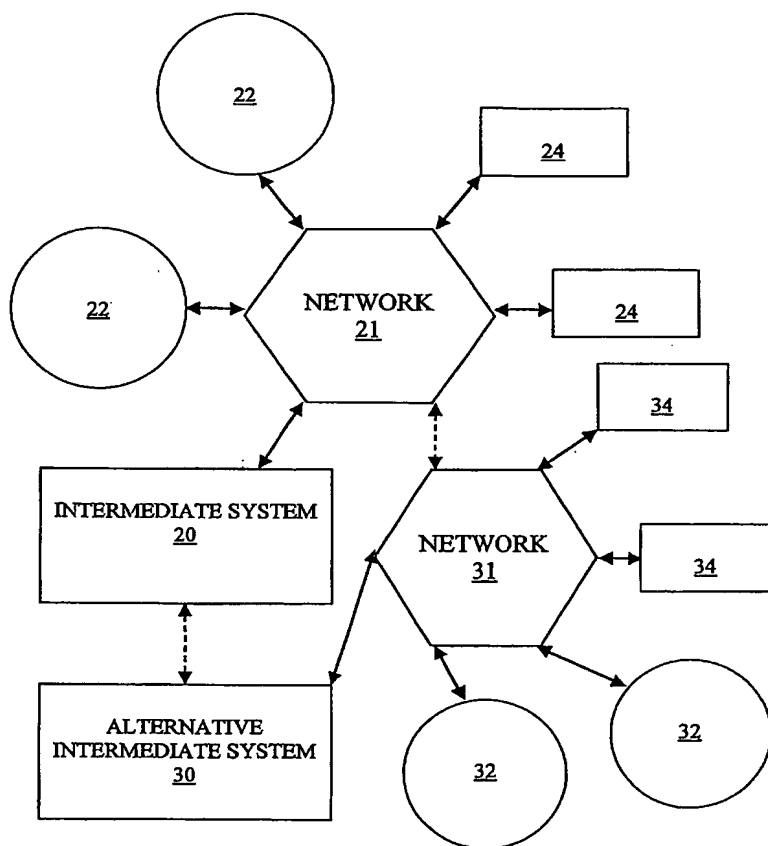 22
24
22
NETWORK
21
24
34
INTERMEDIATE SYSTEM
20
NETWORK
31
34
ALTERNATIVE
INTERMEDIATE SYSTEM
30
32
32